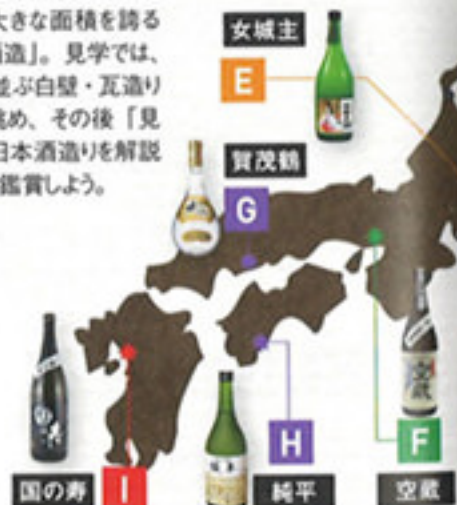 大きな面積を誇る
酒造」。見学では、
並ぶ白壁・瓦造り
眺め、その後「見
日本酒造りを解説
鑑賞しよう。
女城主
E
賀茂鶴
G
H
F
国の寿
I
純平
空蔵